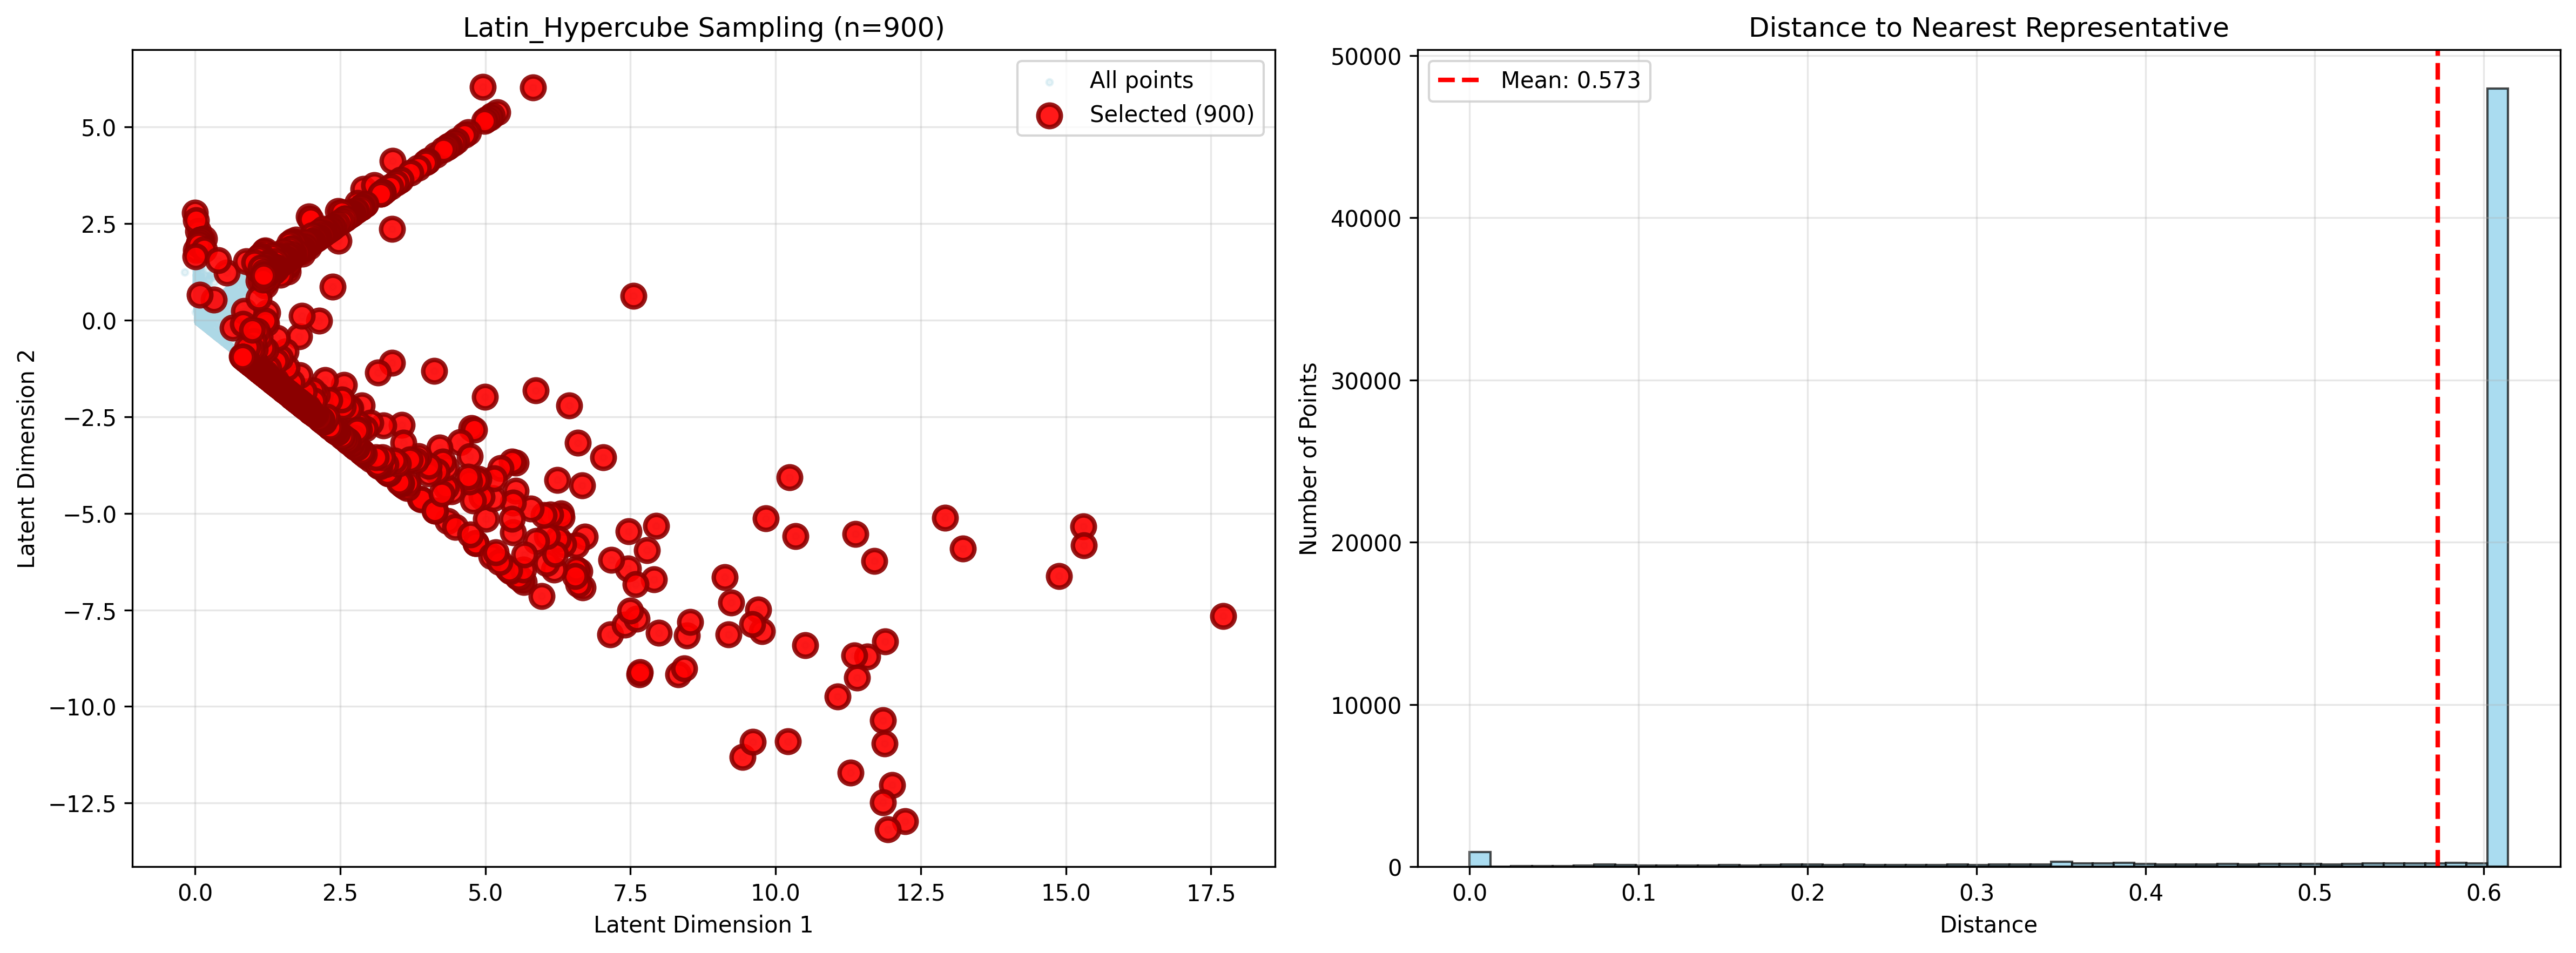 Latin_Hypercube Sampling (n=900)
All points
Selected (900)
5.0
2.5
0.0
−2.5
−5.0
−7.5
−10.0
−12.5
Latent Dimension 2
0.0 2.5 5.0 7.5 10.0 12.5 15.0 17.5
Latent Dimension 1
Distance to Nearest Representative
Mean: 0.573
50000
40000
30000
20000
10000
0
Number of Points
0.0 0.1 0.2 0.3 0.4 0.5 0.6
Distance